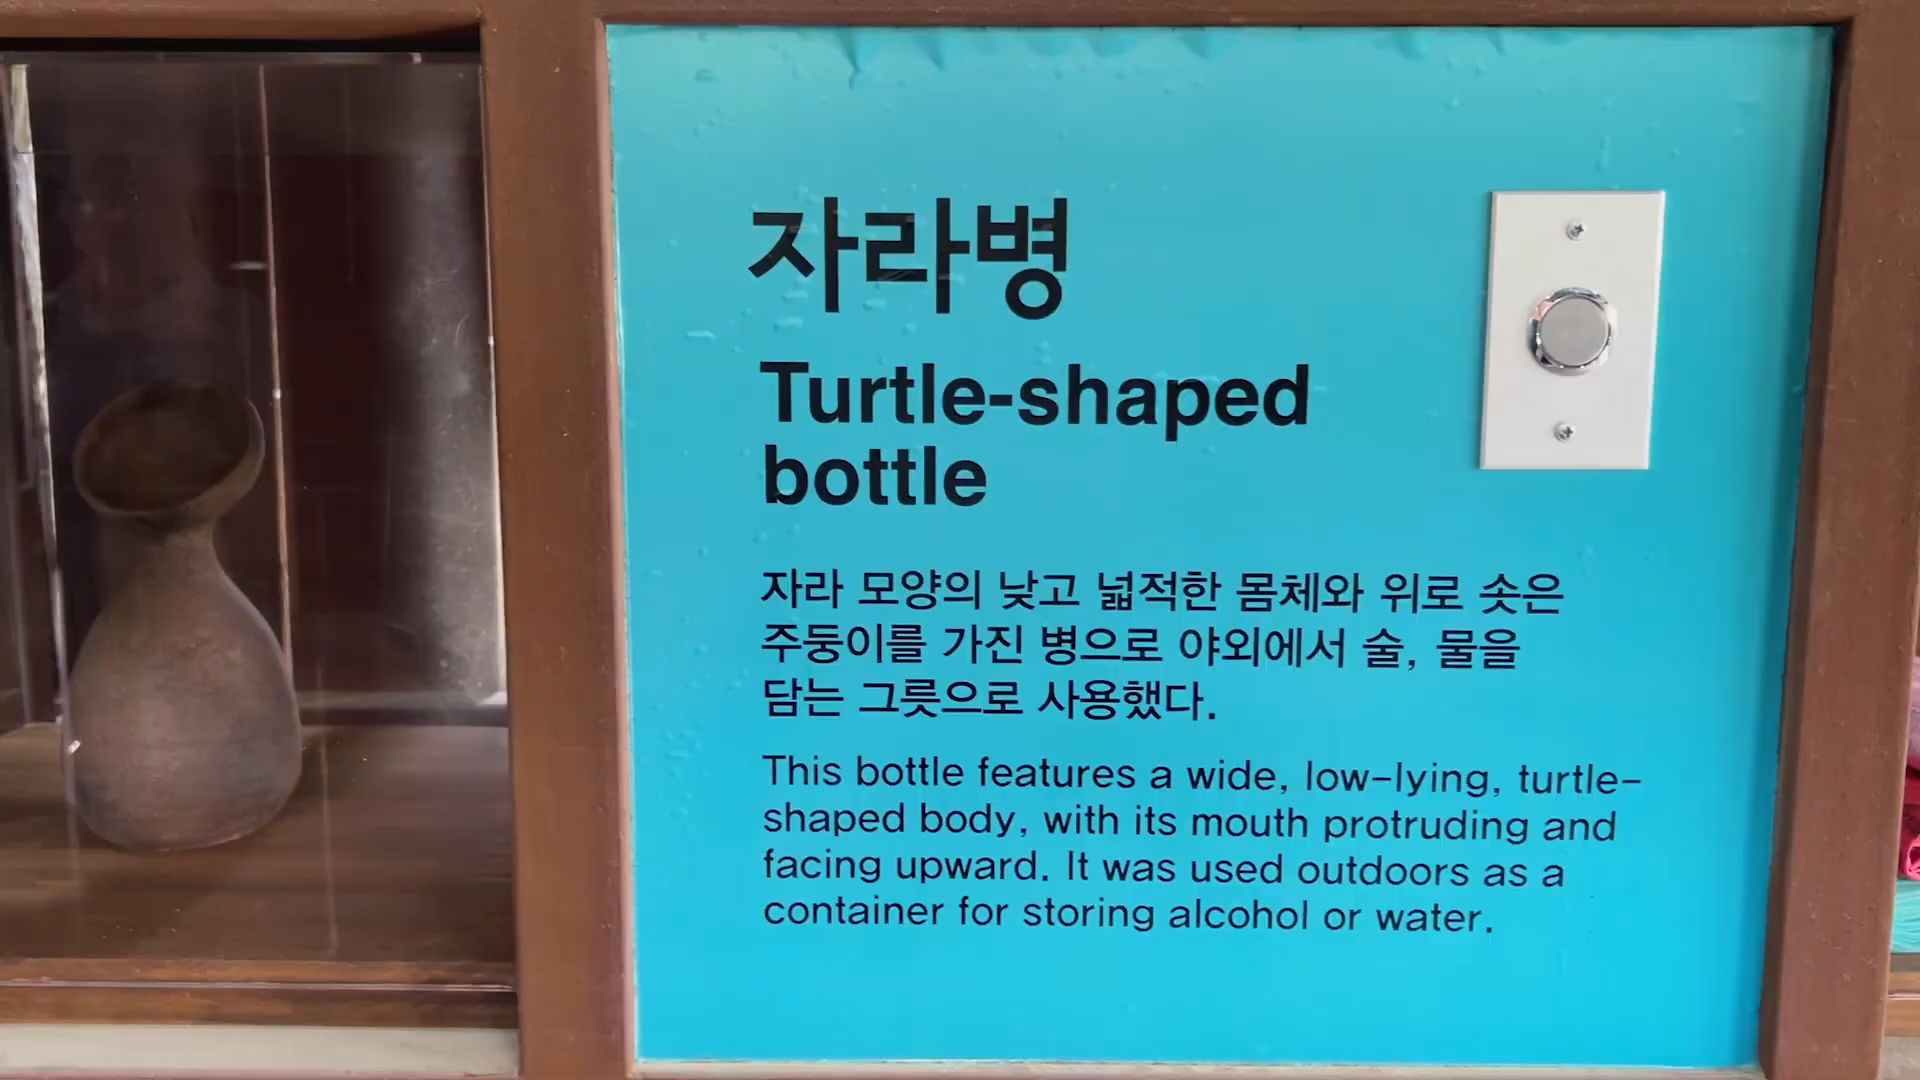 자라병
Turtle-shaped
bottle
자라 모양의 낮고 넓적한 몸체와 위로 솟은
주둥이를 가진 병으로 야외에서 술, 물을
담는 그릇으로 사용했다.
This bottle features a wide, low-lying, turtle-
shaped body, with its mouth protruding and
facing upward. It was used outdoors as a
container for storing alcohol or water.